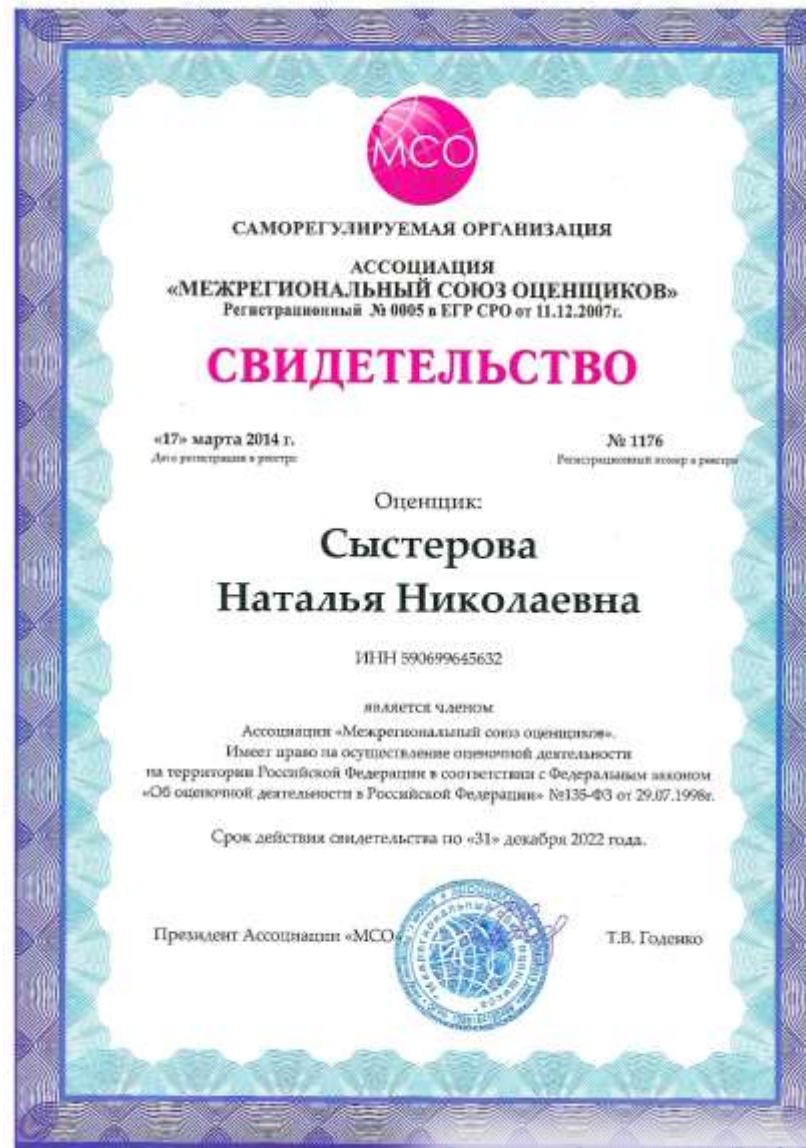 МСО
САМОРЕГУЛИРУЕМАЯ ОРГАНИЗАЦИЯ
АССОЦИАЦИЯ
«МЕЖРЕГИОНАЛЬНЫЙ СОЮЗ ОЦЕНЩИКОВ»
Регистрационный № 0005 в ЕГР СРО от 11.12.2007г.
СВИДЕТЕЛЬСТВО
«17» марта 2014 г.
Дата регистрации в реестре
№ 1176
Регистрационный номер в реестре
Оценщик:
Сыстерова
Наталья Николаевна
ИНН 590699645632
является членом
Ассоциации «Межрегиональный союз оценщиков».
Имеет право на осуществление оценочной деятельности
на территории Российской Федерации в соответствии с Федеральным законом
«Об оценочной деятельности в Российской Федерации» №135-ФЗ от 29.07.1998г.
Срок действия свидетельства по «31» декабря 2022 года.
Президент Ассоциации «МСО»
Т.В. Годенко